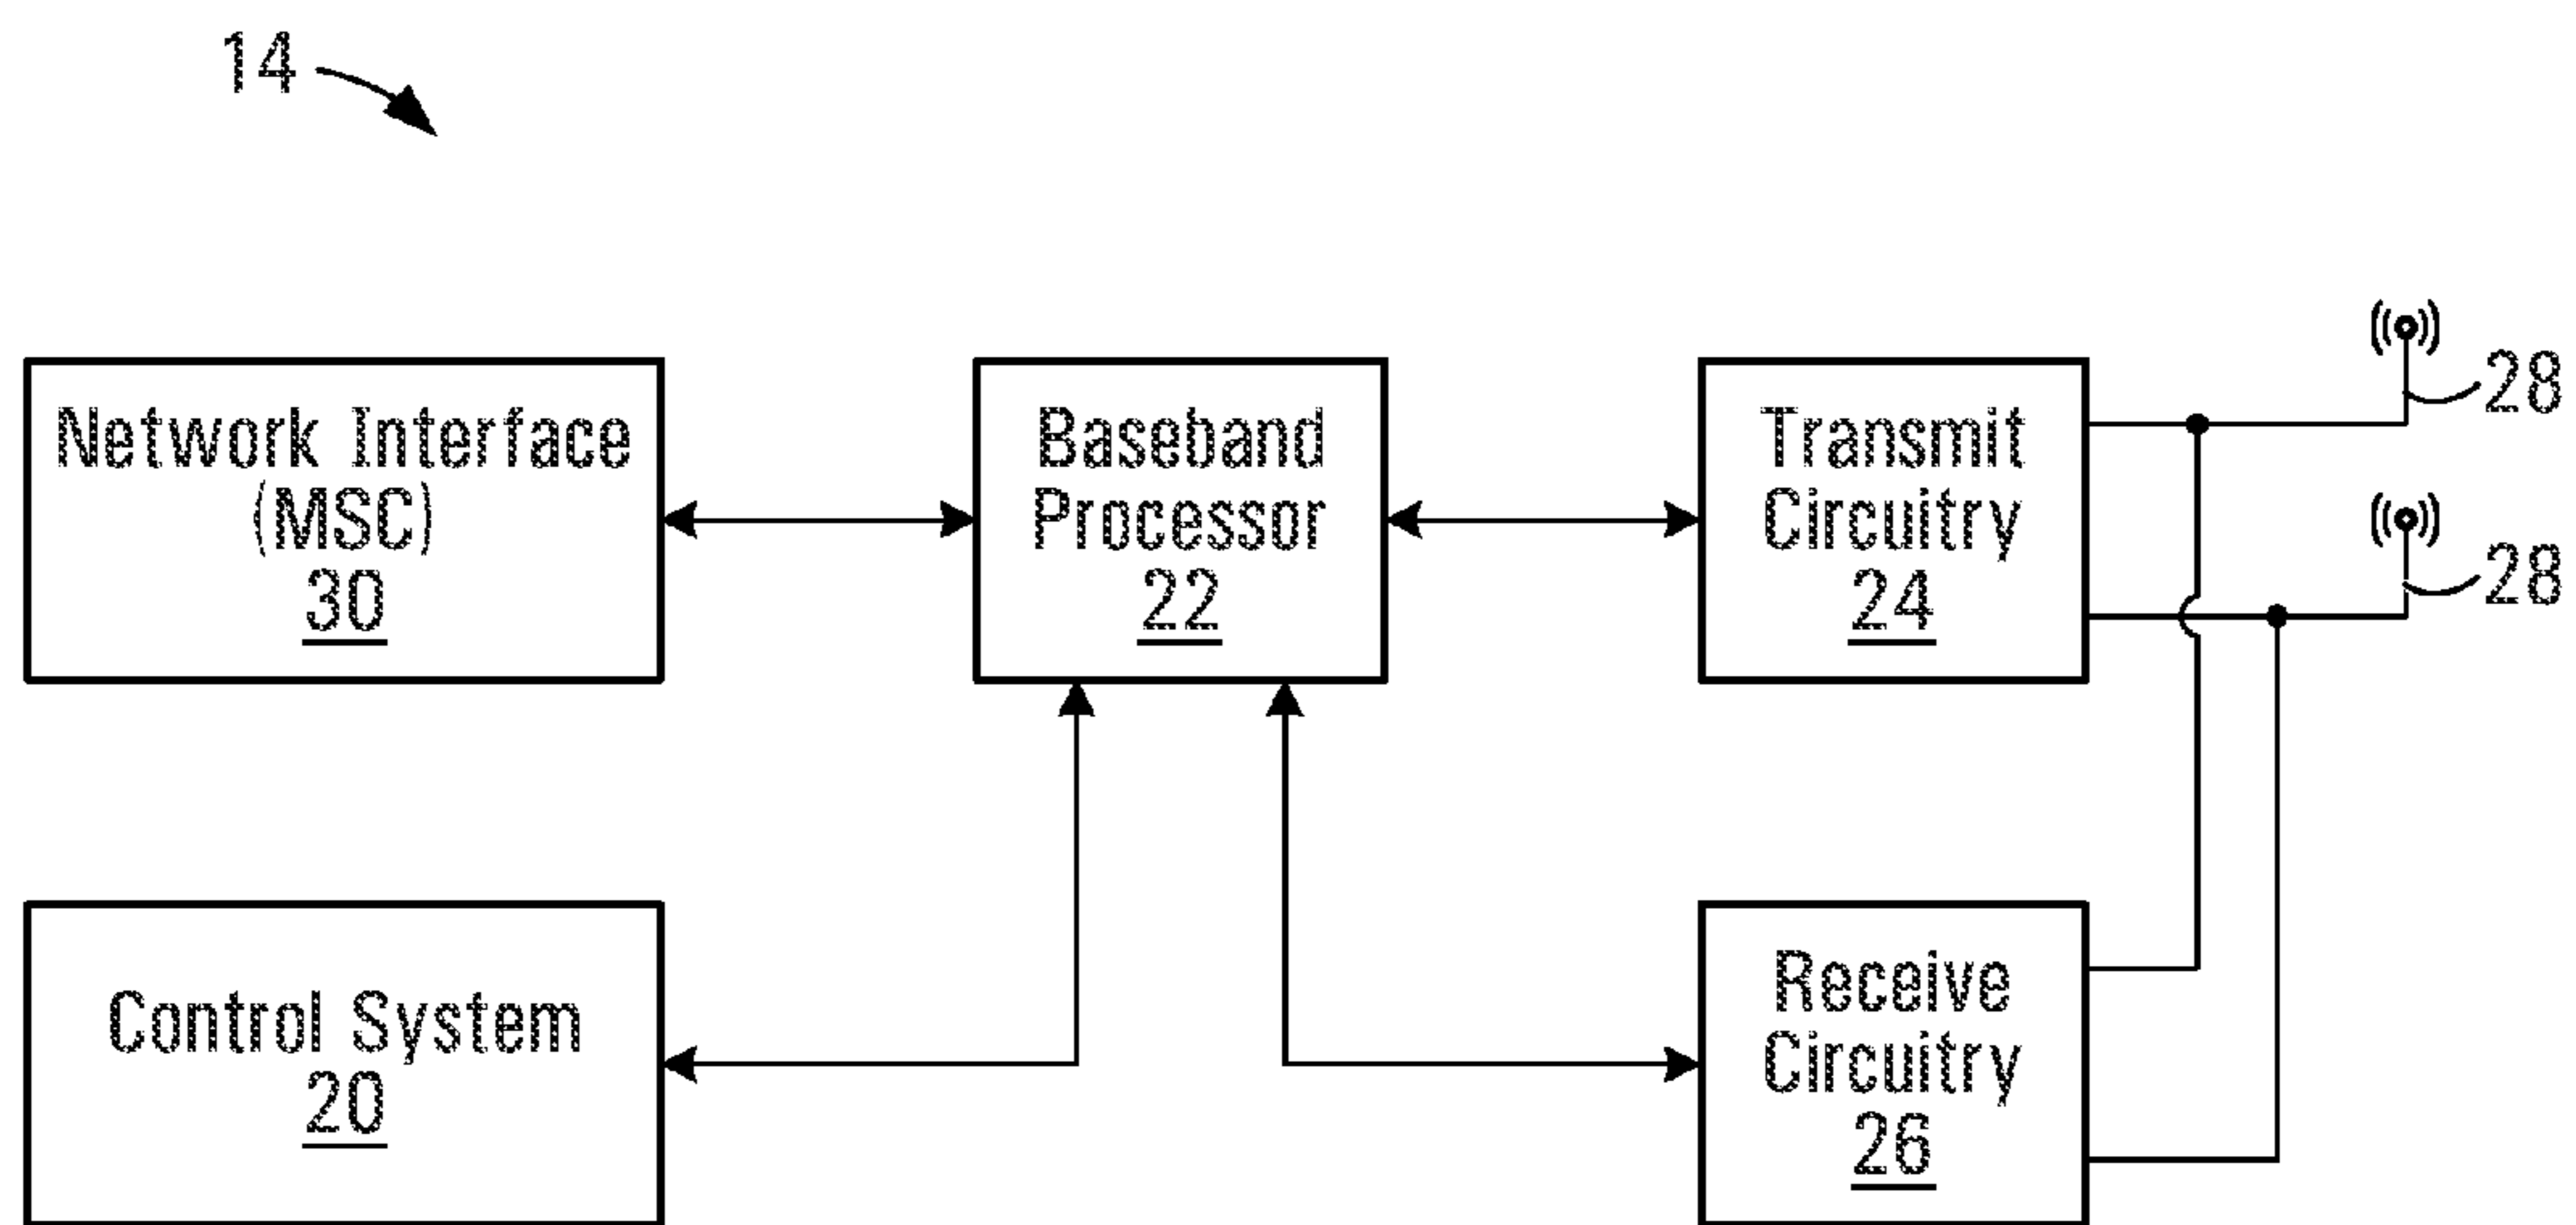 14
Network Interface
(MSC)
30
Baseband
Processor
22
Transmit
Circuitry
24
28
28
Control System
20
Receive
Circuitry
26